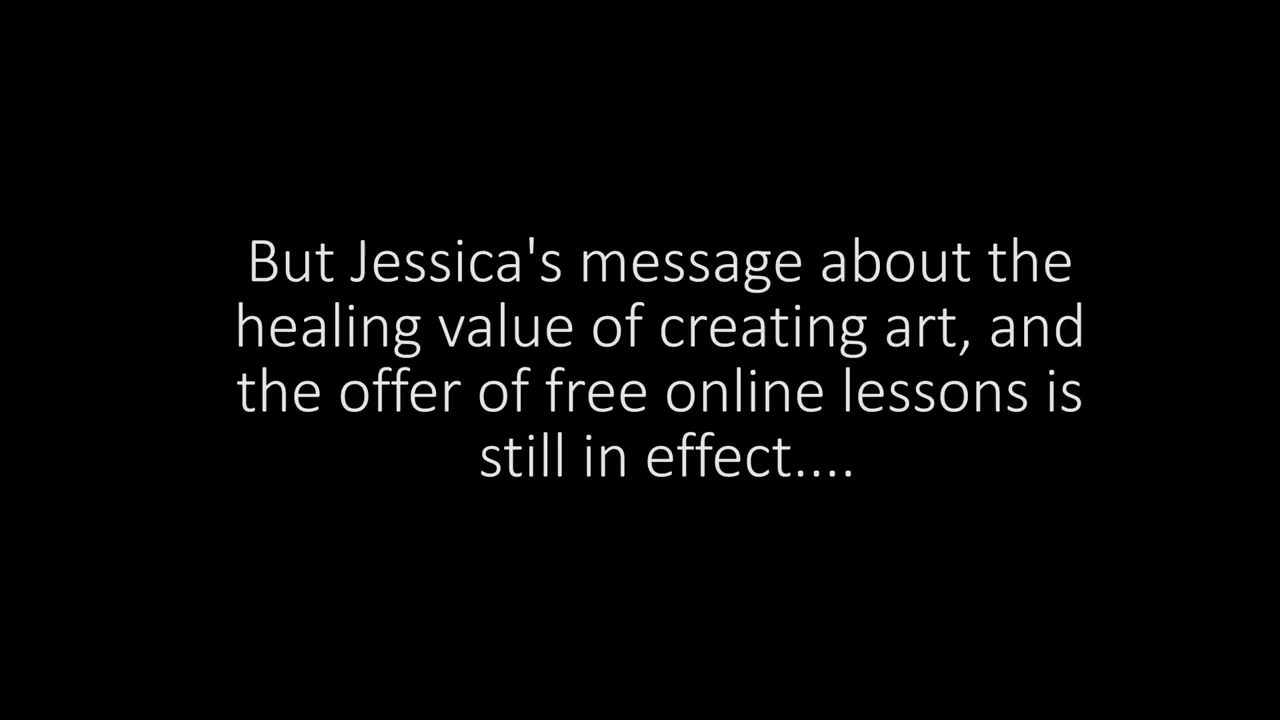 But Jessica's message about the
healing value of creating art, and
the offer of free online lessons is
still in effect....